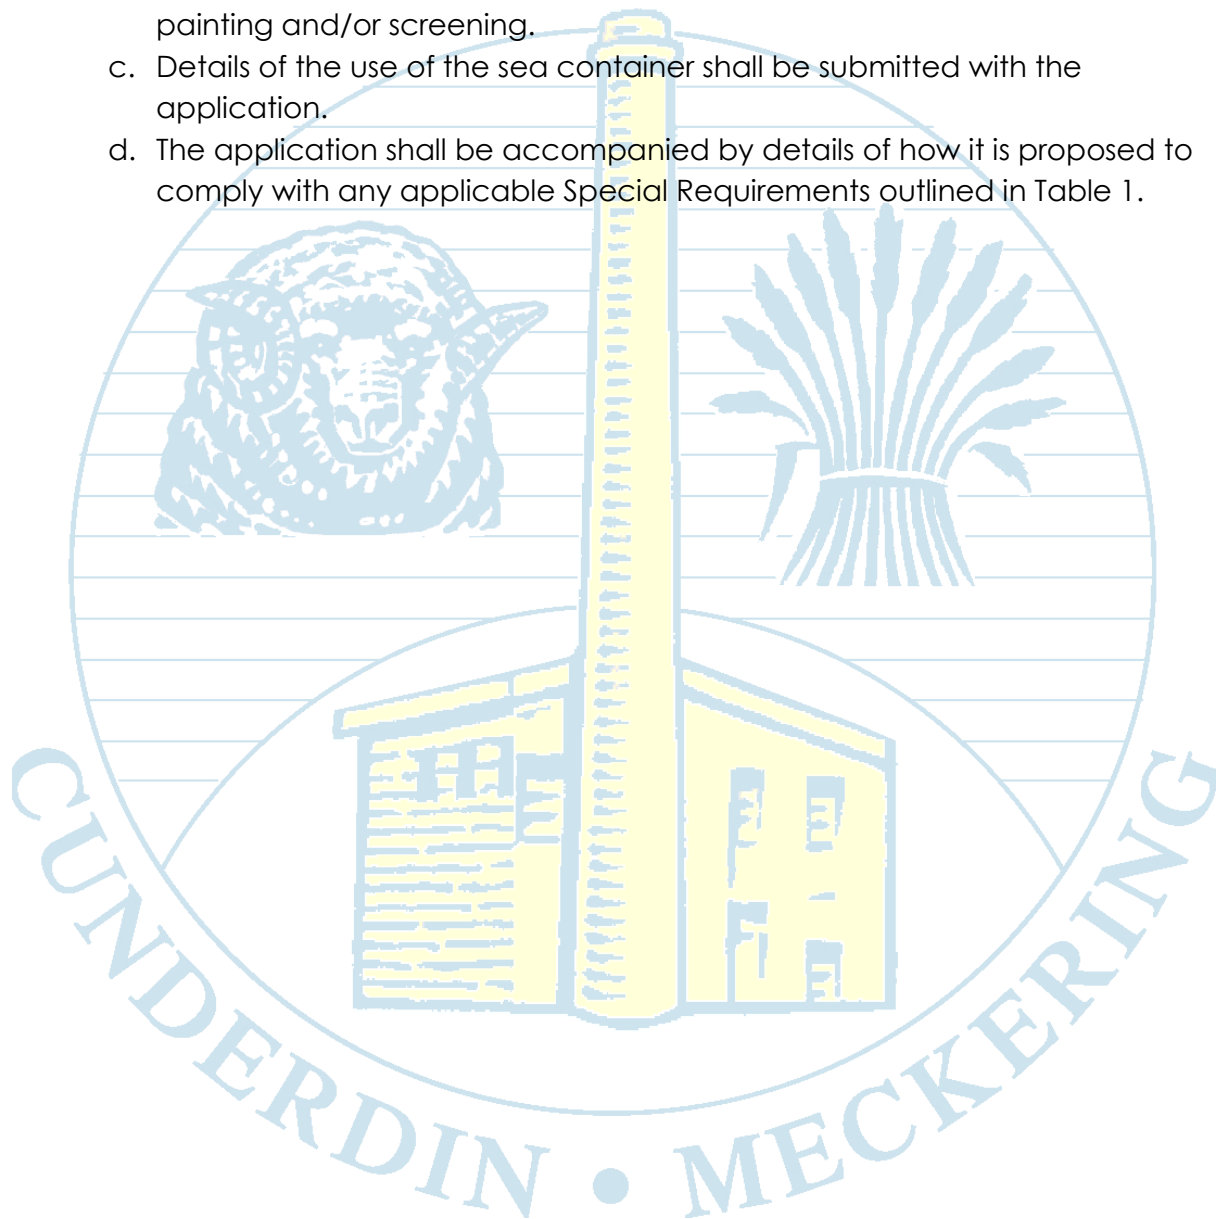 painting and/or screening.
c. Details of the use of the sea container shall be submitted with the
application.
d. The application shall be accompanied by details of how it is proposed to
comply with any applicable Special Requirements outlined in Table 1.
CUNDERDIN • MECKERING